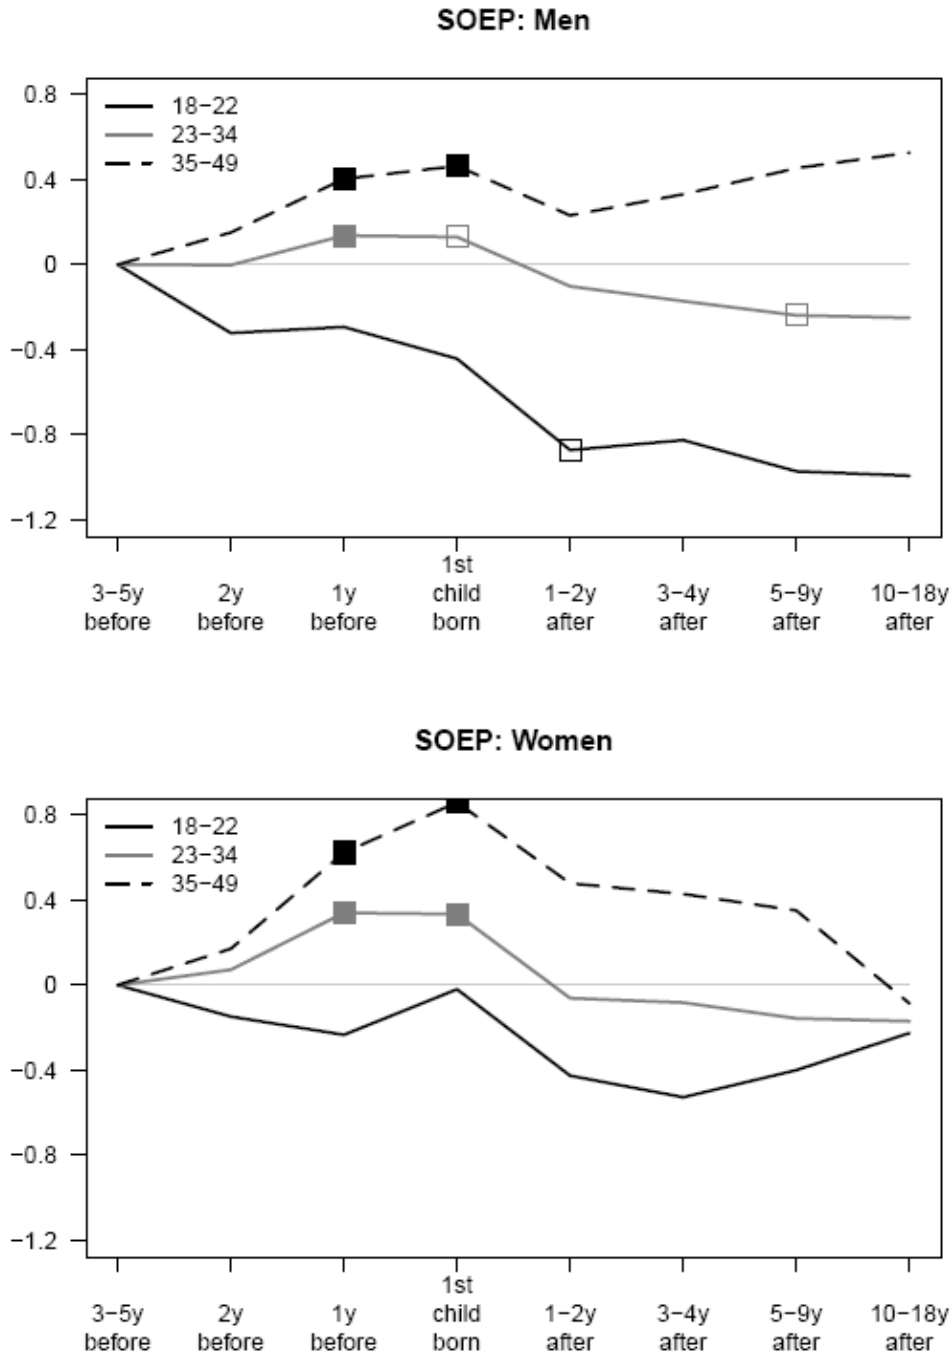 SOEP: Men
0.8
0.4
0
−0.4
−0.8
−1.2
18−22
23−34
35−49
3−5y before
2y before
1y before
1st child born
1−2y after
3−4y after
5−9y after
10−18y after
SOEP: Women
0.8
0.4
0
−0.4
−0.8
−1.2
18−22
23−34
35−49
3−5y before
2y before
1y before
1st child born
1−2y after
3−4y after
5−9y after
10−18y after